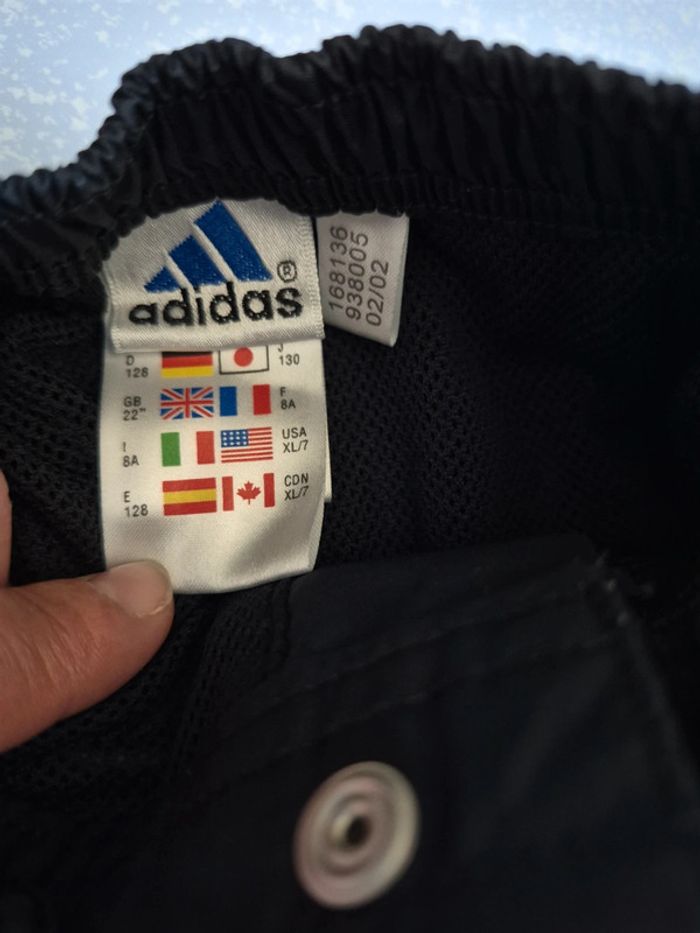 adidas®
168136
938005
02/02
D
128
J
130
GB
22"
F
8A
I
8A
USA
XL/7
E
128
CDN
XL/7